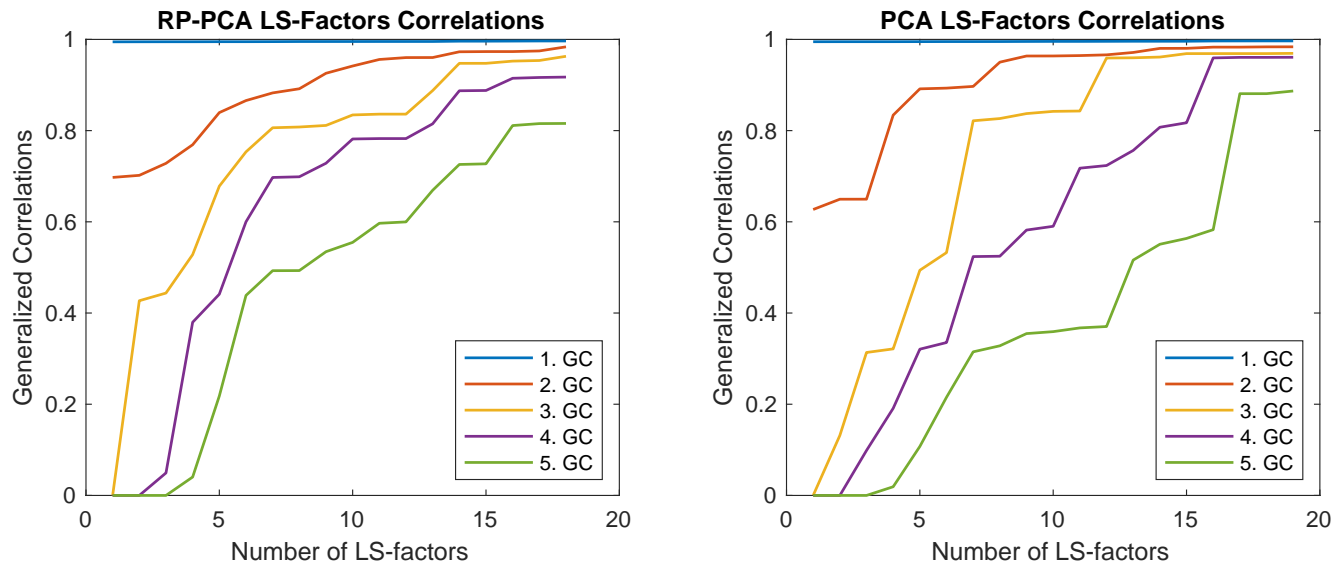 RP-PCA LS-Factors Correlations
1
0.8
0.6
0.4
0.2
0
Generalized Correlations
0
5
10
15
20
Number of LS-factors
1. GC
2. GC
3. GC
4. GC
5. GC
PCA LS-Factors Correlations
1
0.8
0.6
0.4
0.2
0
Generalized Correlations
0
5
10
15
20
Number of LS-factors
1. GC
2. GC
3. GC
4. GC
5. GC